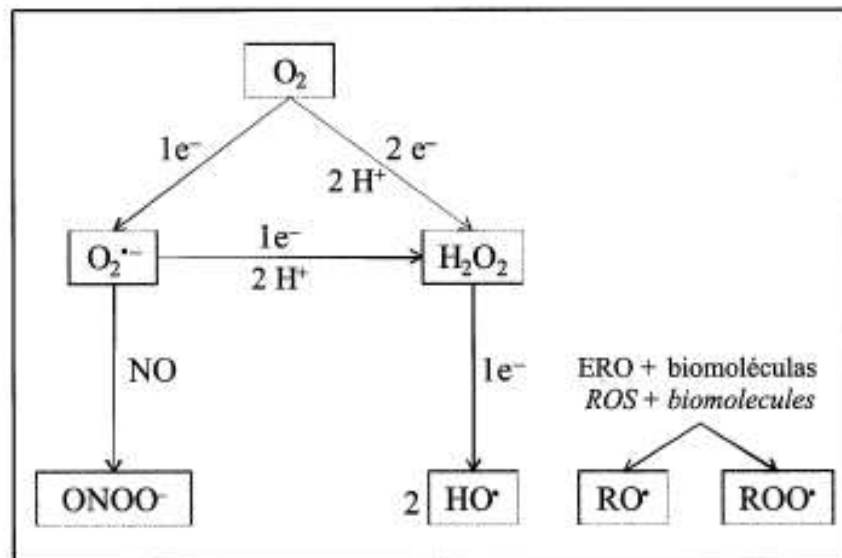 O₂
1e⁻
2 e⁻
2 H⁺
O₂•⁻
1e⁻
2 H⁺
H₂O₂
NO
1e⁻
ERO + biomoléculas
ROS + biomolecules
ONOO⁻
2 HO•
RO•
ROO•